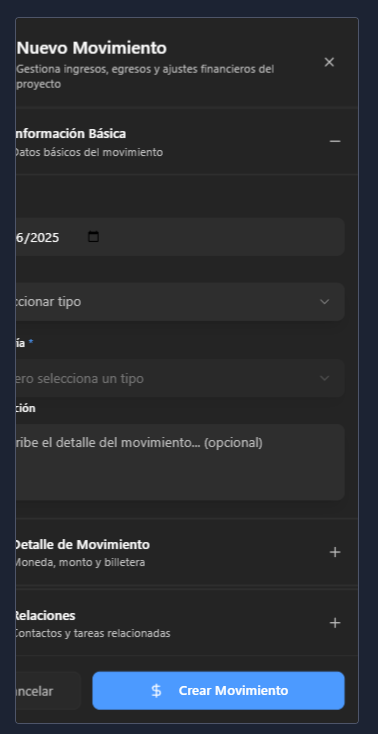 Nuevo Movimiento
Gestiona ingresos, egresos y ajustes financieros del
proyecto
nformación Básica
Datos básicos del movimiento
6/2025
ccionar tipo
ía *
ero selecciona un tipo
ción
ribe el detalle del movimiento... (opcional)
Detalle de Movimiento
Moneda, monto y billetera
Relaciones
Contactos y tareas relacionadas
ancelar
$ Crear Movimiento